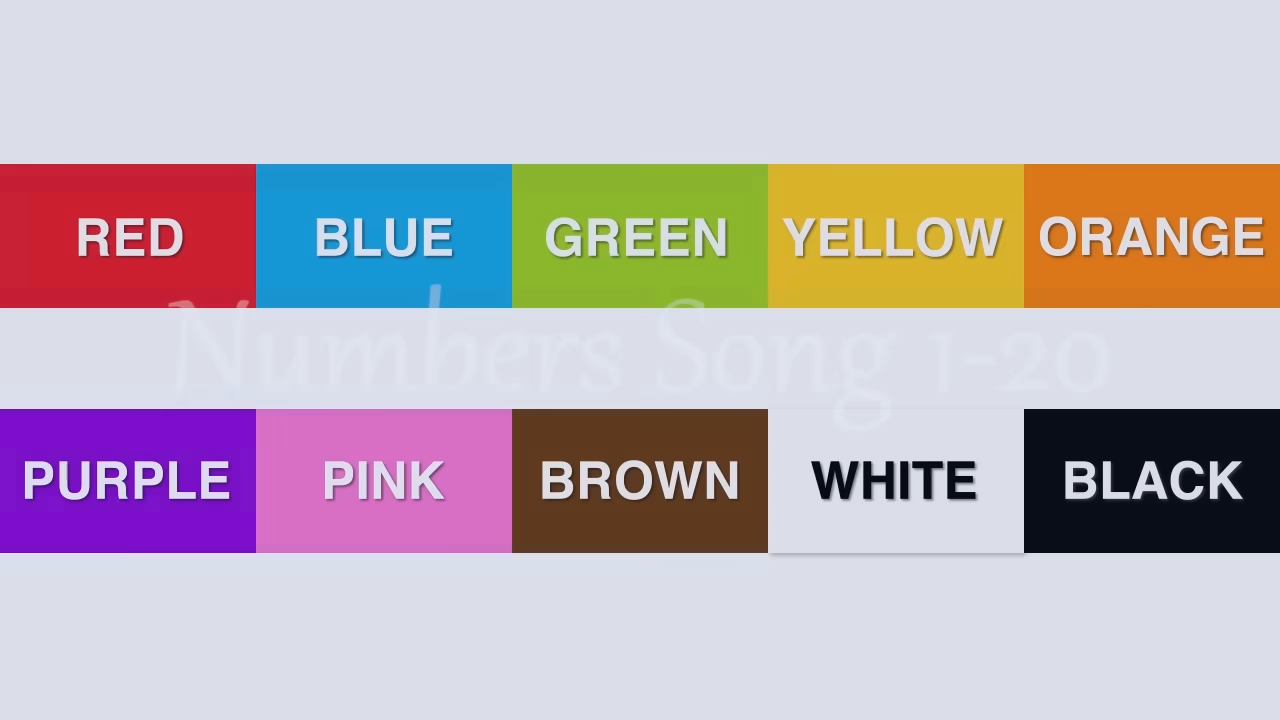 RED BLUE GREEN YELLOW ORANGE
Numbers Song 1-20
PURPLE PINK BROWN WHITE BLACK